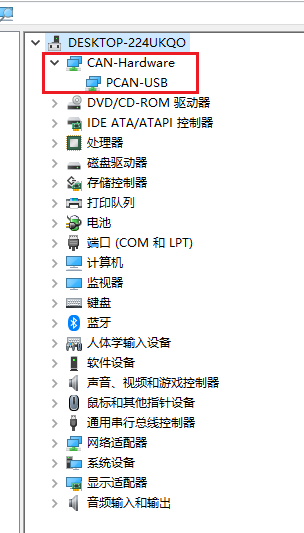 DESKTOP-224UKQO
CAN-Hardware
PCAN-USB
DVD/CD-ROM 驱动器
IDE ATA/ATAPI 控制器
处理器
磁盘驱动器
存储控制器
打印队列
电池
端口 (COM 和 LPT)
计算机
监视器
键盘
蓝牙
人体学输入设备
软件设备
声音、视频和游戏控制器
鼠标和其他指针设备
通用串行总线控制器
网络适配器
系统设备
显示适配器
音频输入和输出